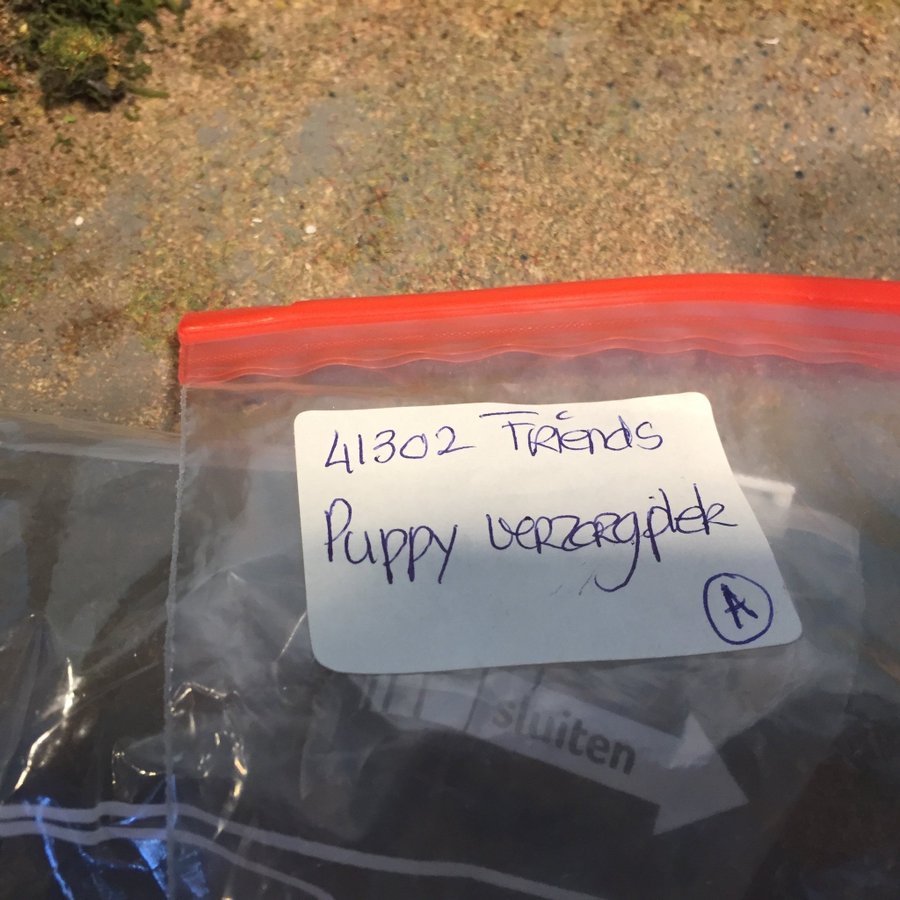 41302 Friends
Puppy verzorgplek
A
sluiten